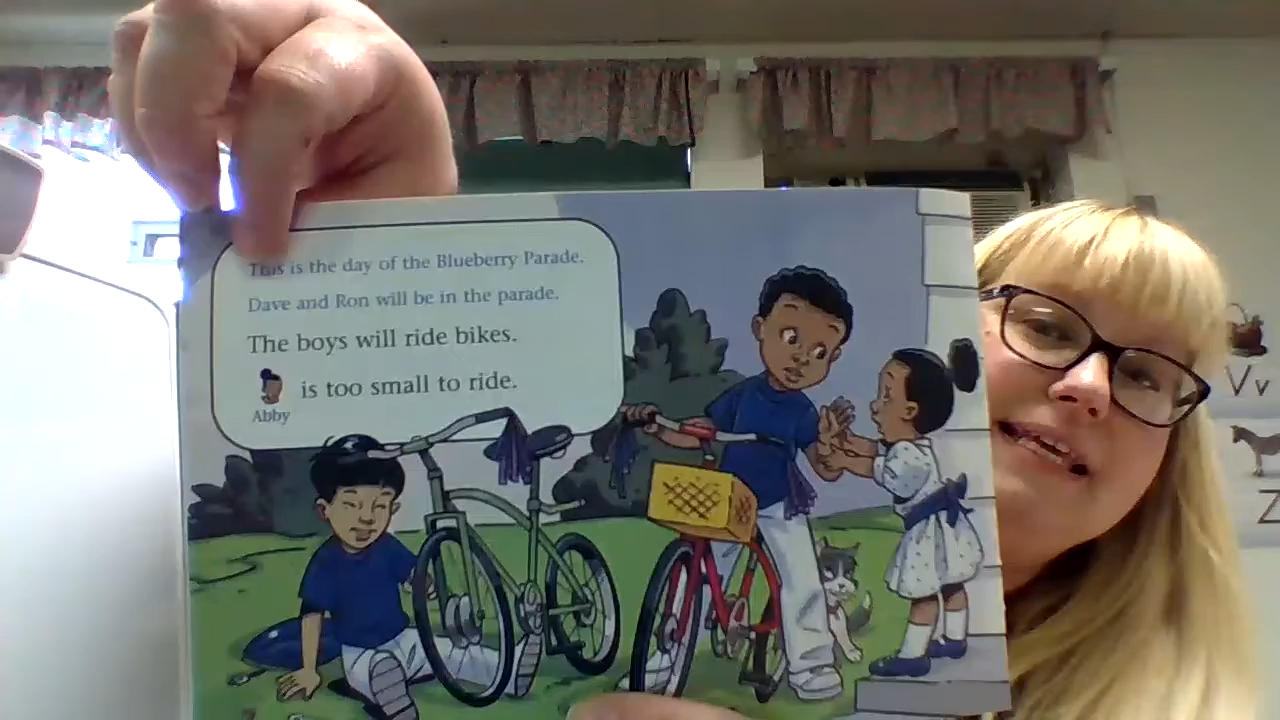 This is the day of the Blueberry Parade.
Dave and Ron will be in the parade.
The boys will ride bikes.
is too small to ride.
Abby
Vv
Z